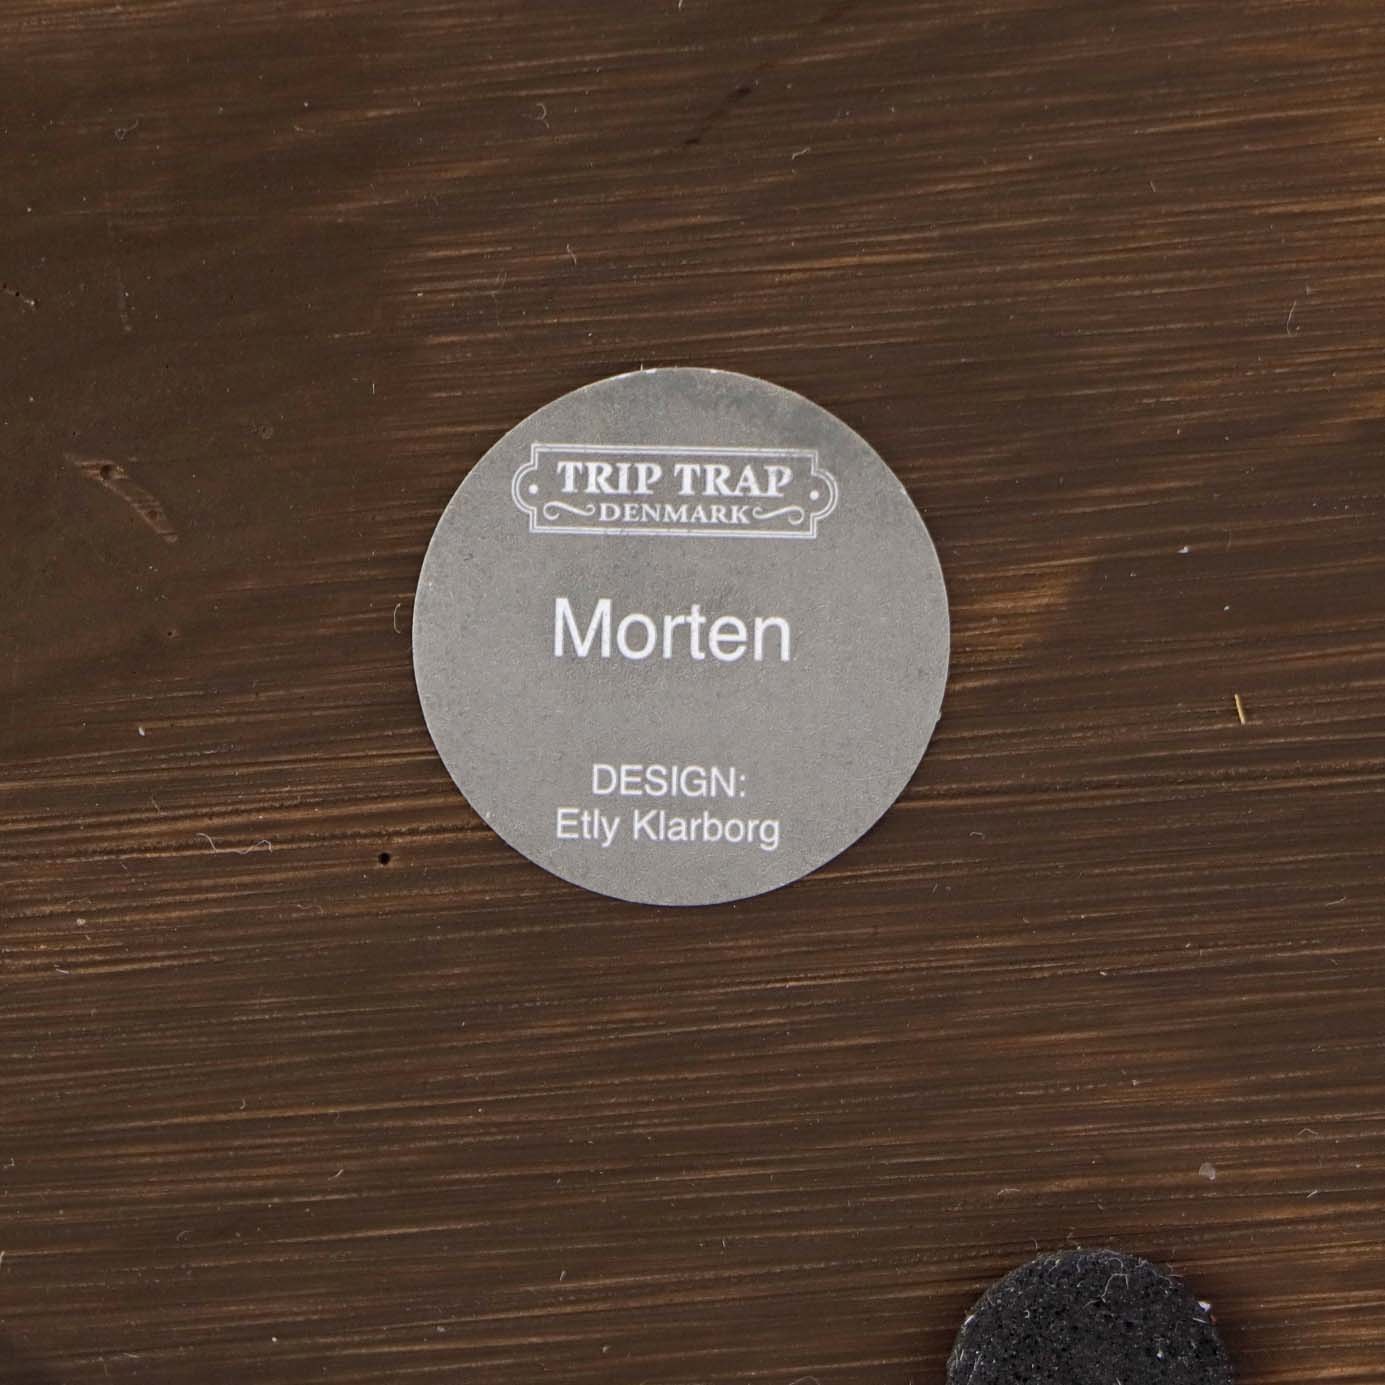 TRIP TRAP
DENMARK
Morten
DESIGN:
Etly Klarborg